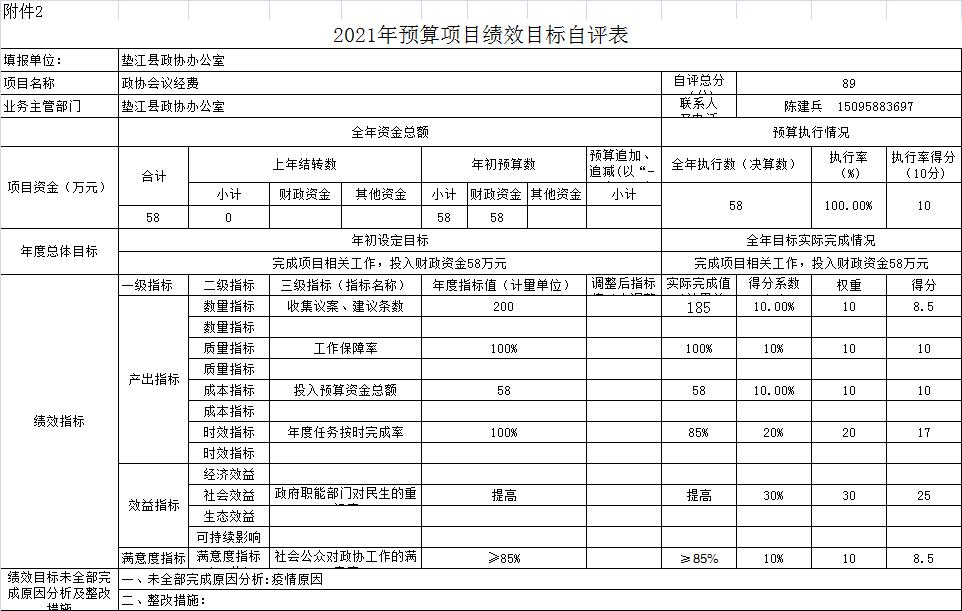 附件2
2021年预算项目绩效目标自评表
填报单位： 垫江县政协办公室
项目名称 政协会议经费 自评总分 89
业务主管部门 垫江县政协办公室 联系人 陈建兵 15095883697
项目资金（万元） 全年资金总额 预算执行情况
合计 上年结转数 年初预算数 预算追加、追减(以“- 全年执行数（决算数） 执行率(%) 执行率得分(10分)
小计 财政资金 其他资金 小计 财政资金 其他资金 小计
58 0 58 58 58 100.00% 10
年度总体目标 年初设定目标 全年目标实际完成情况
完成项目相关工作，投入财政资金58万元 完成项目相关工作，投入财政资金58万元
绩效指标 一级指标 二级指标 三级指标（指标名称） 年度指标值（计量单位） 调整后指标 实际完成值 得分系数 权重 得分
产出指标 数量指标 收集议案、建议条数 200 185 10.00% 10 8.5
数量指标
质量指标 工作保障率 100% 100% 10% 10 10
质量指标
成本指标 投入预算资金总额 58 58 10.00% 10 10
成本指标
时效指标 年度任务按时完成率 100% 85% 20% 20 17
时效指标
效益指标 经济效益
社会效益 政府职能部门对民生的重 提高 提高 30% 30 25
生态效益
可持续影响
满意度指标 满意度指标 社会公众对政协工作的满 ≥85% ≥85% 10% 10 8.5
绩效目标未全部完成原因分析及整改措施 一、未全部完成原因分析:疫情原因
二、整改措施：